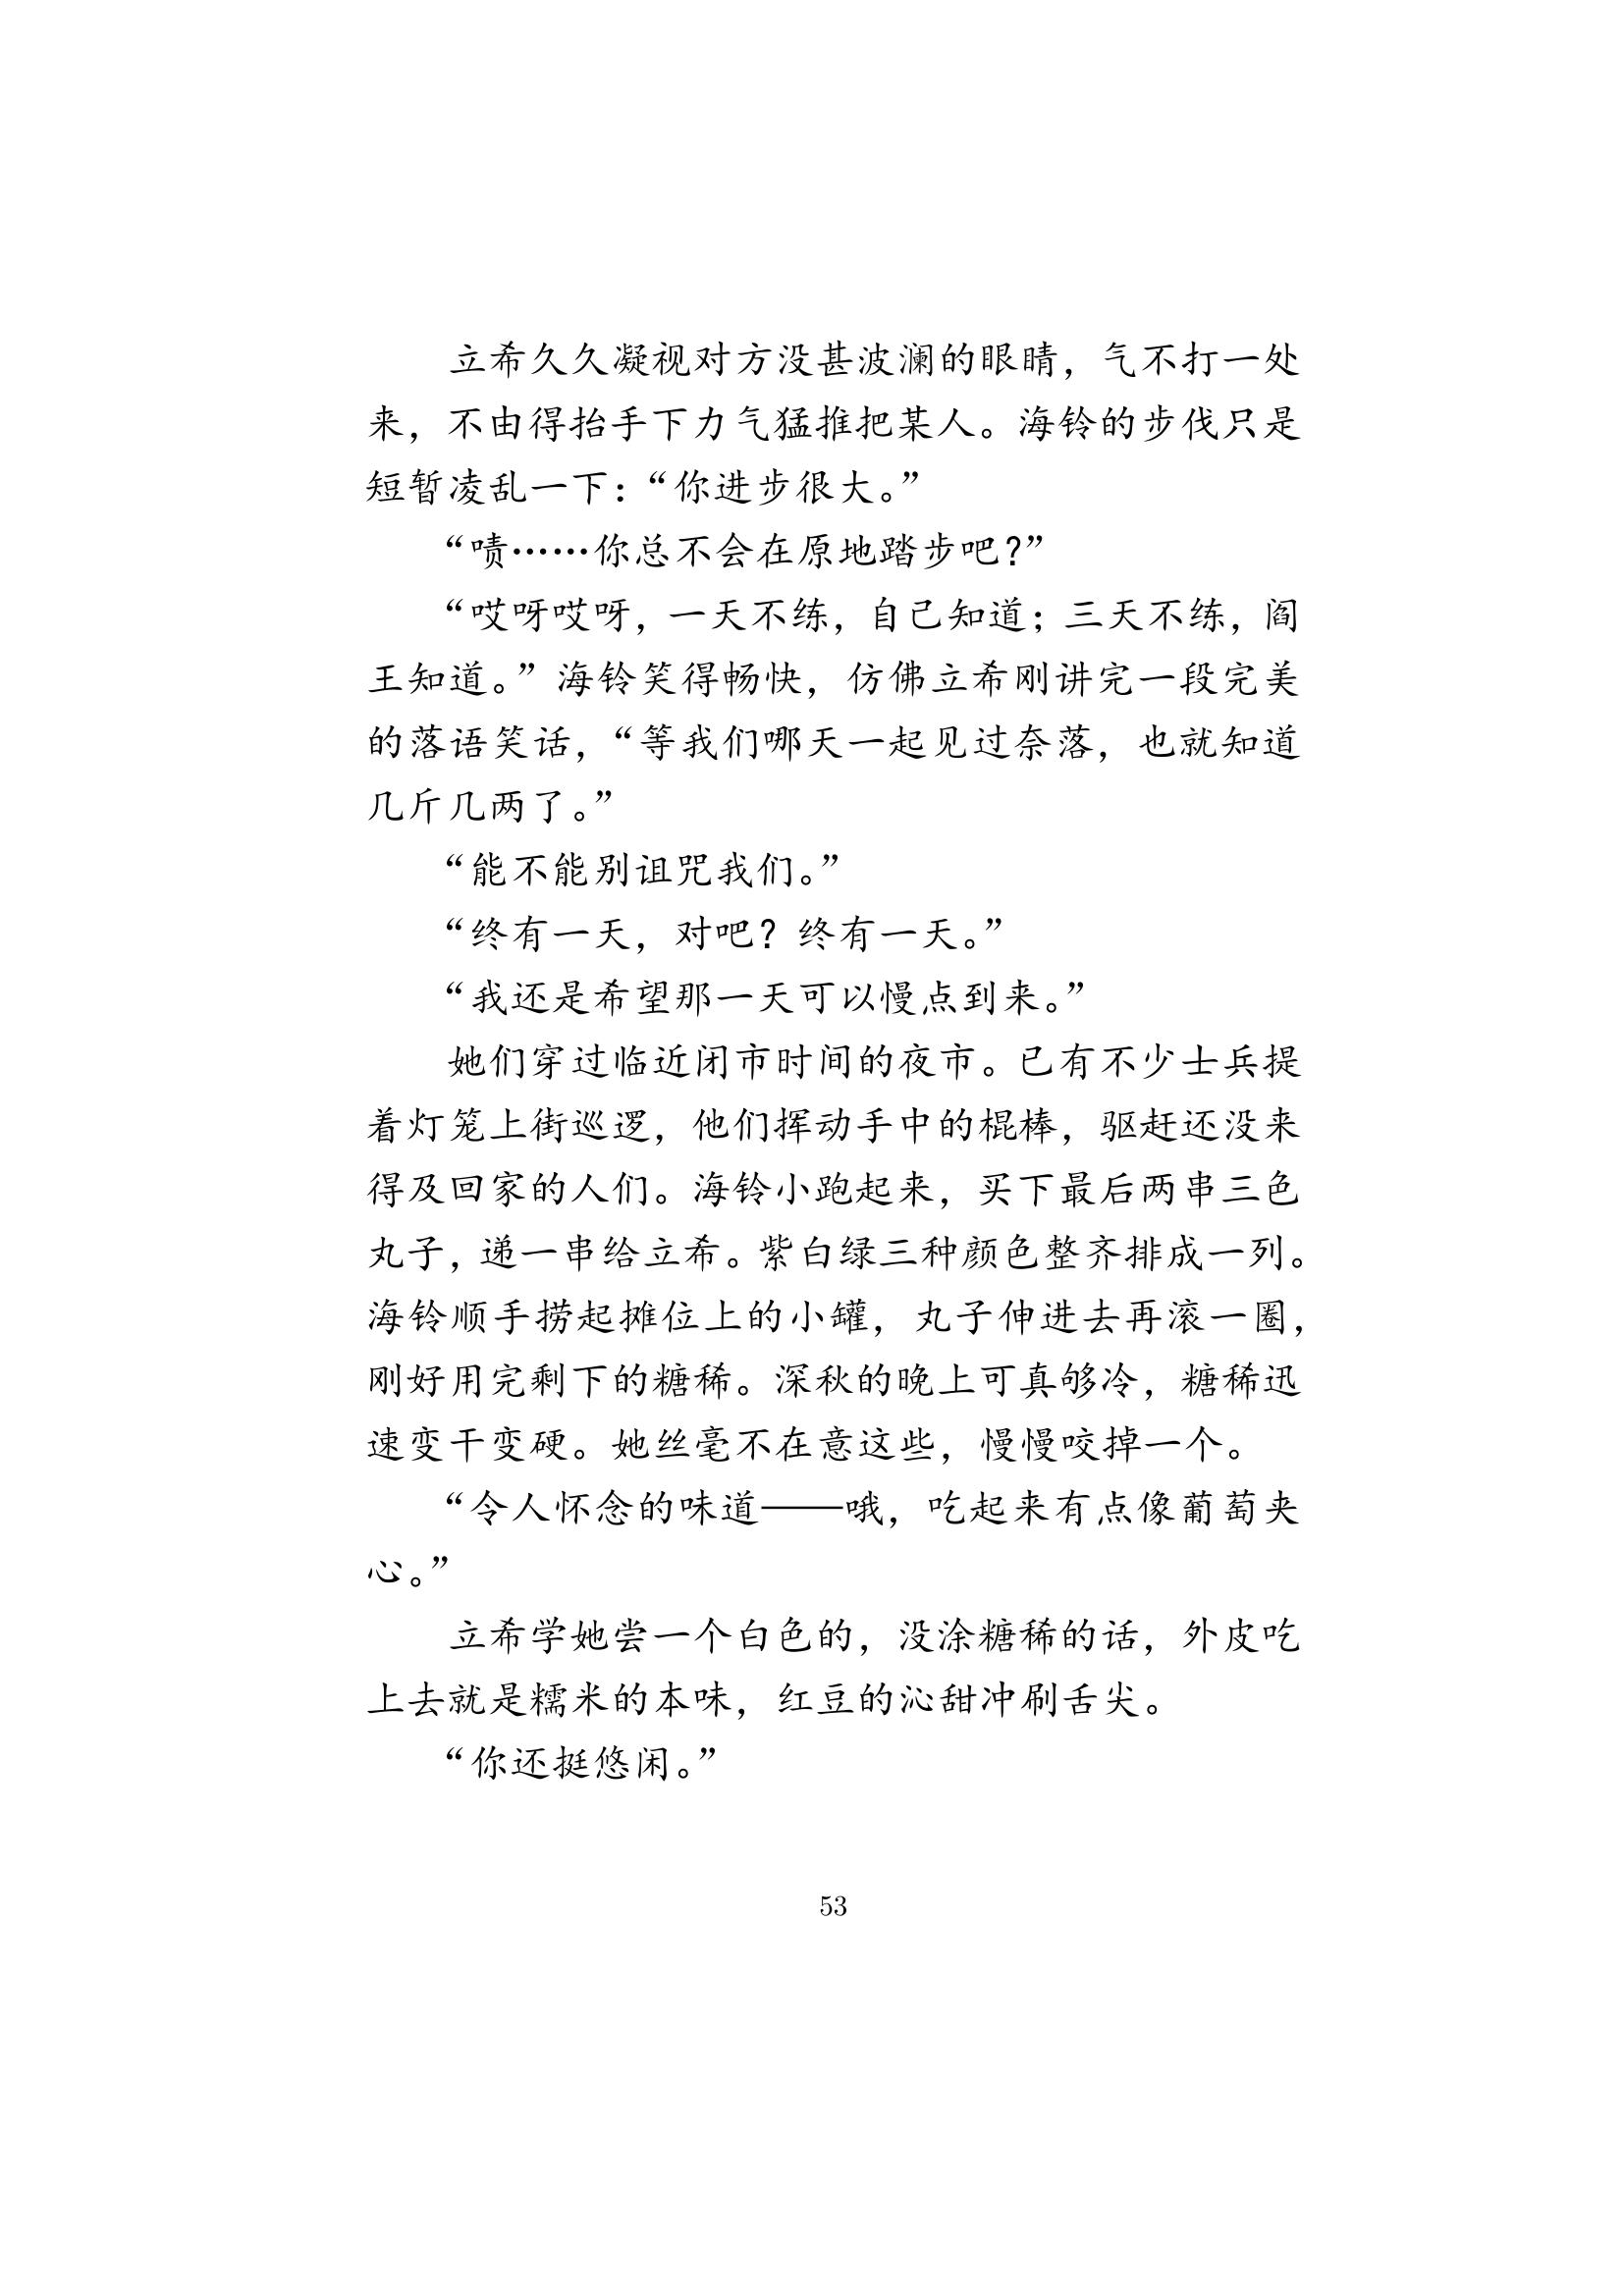 立希久久凝视对方没甚波澜的眼睛，气不打一处
来，不由得抬手下力气猛推把某人。海铃的步伐只是
短暂凌乱一下：“你进步很大。”
“啧……你总不会在原地踏步吧？”
“哎呀哎呀，一天不练，自己知道；三天不练，阎
王知道。”海铃笑得畅快，仿佛立希刚讲完一段完美
的落语笑话，“等我们哪天一起见过奈落，也就知道
几斤几两了。”
“能不能别诅咒我们。”
“终有一天，对吧？终有一天。”
“我还是希望那一天可以慢点到来。”
她们穿过临近闭市时间的夜市。已有不少士兵提
着灯笼上街巡逻，他们挥动手中的棍棒，驱赶还没来
得及回家的人们。海铃小跑起来，买下最后两串三色
丸子，递一串给立希。紫白绿三种颜色整齐排成一列。
海铃顺手捞起摊位上的小罐，丸子伸进去再滚一圈，
刚好用完剩下的糖稀。深秋的晚上可真够冷，糖稀迅
速变干变硬。她丝毫不在意这些，慢慢咬掉一个。
“令人怀念的味道——哦，吃起来有点像葡萄夹
心。”
立希学她尝一个白色的，没涂糖稀的话，外皮吃
上去就是糯米的本味，红豆的沁甜冲刷舌尖。
“你还挺悠闲。”
53